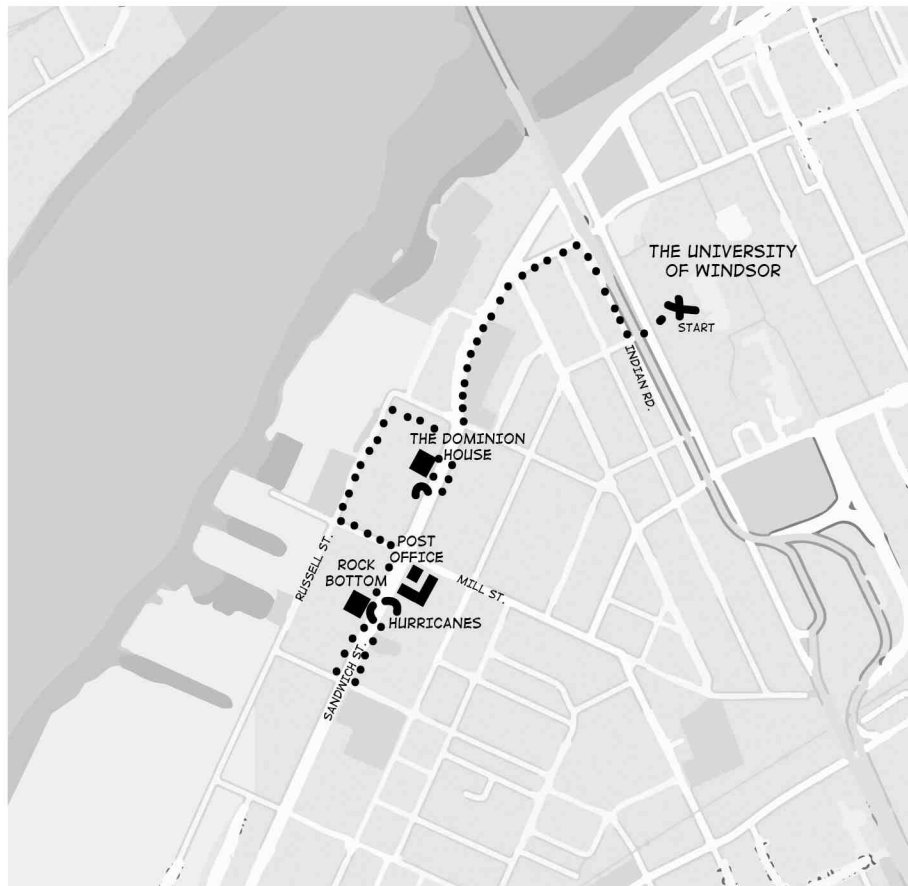 THE UNIVERSITY
OF WINDSOR
START
INDIAN RD.
THE DOMINION
HOUSE
POST
OFFICE
RUSSELL ST.
ROCK
BOTTOM
MILL ST.
HURRICANES
SANDWICH ST.